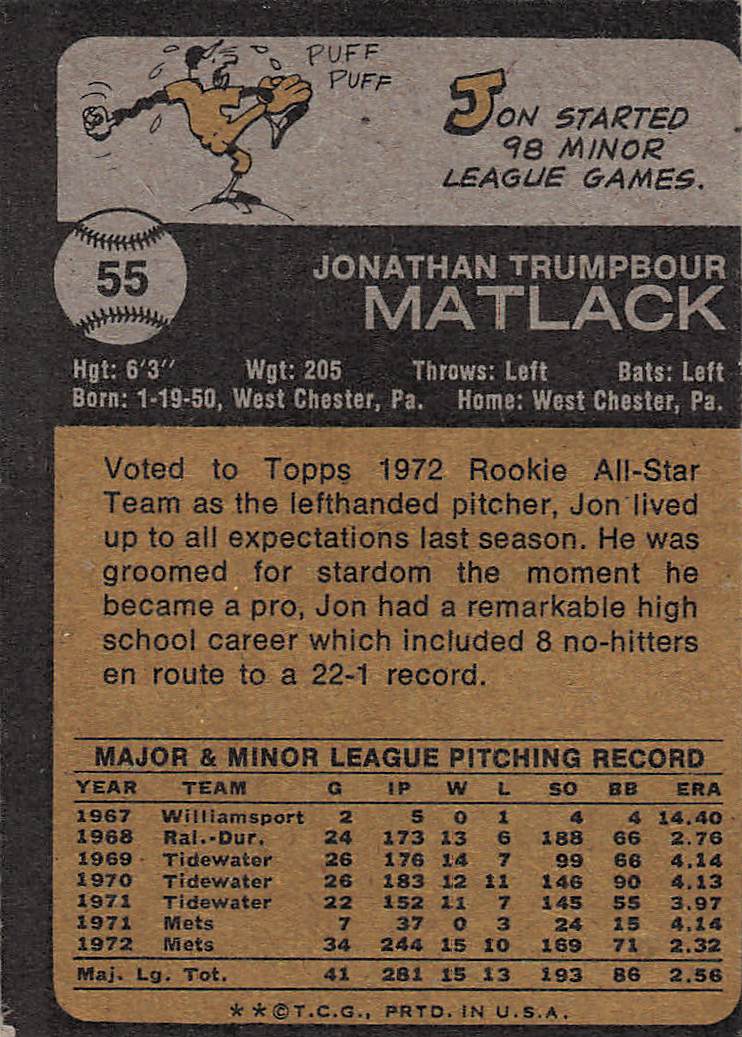 PUFF
PUFF
JON STARTED
98 MINOR
LEAGUE GAMES.
55
JONATHAN TRUMPBOUR
MATLACK
Hgt: 6'3" Wgt: 205 Throws: Left Bats: Left
Born: 1-19-50, West Chester, Pa. Home: West Chester, Pa.
Voted to Topps 1972 Rookie All-Star
Team as the lefthanded pitcher, Jon lived
up to all expectations last season. He was
groomed for stardom the moment he
became a pro, Jon had a remarkable high
school career which included 8 no-hitters
en route to a 22-1 record.
MAJOR & MINOR LEAGUE PITCHING RECORD
YEAR TEAM G IP W L SO BB ERA
1967 Williamsport 2 5 0 1 4 4 14.40
1968 Ral.-Dur. 24 173 13 6 188 66 2.76
1969 Tidewater 26 176 14 7 99 66 4.14
1970 Tidewater 26 183 12 11 146 90 4.13
1971 Tidewater 22 152 11 7 145 55 3.97
1971 Mets 7 37 0 3 24 15 4.14
1972 Mets 34 244 15 10 169 71 2.32
Maj. Lg. Tot. 41 281 15 13 193 86 2.56
**©T.C.G., PRTD. IN U.S.A.